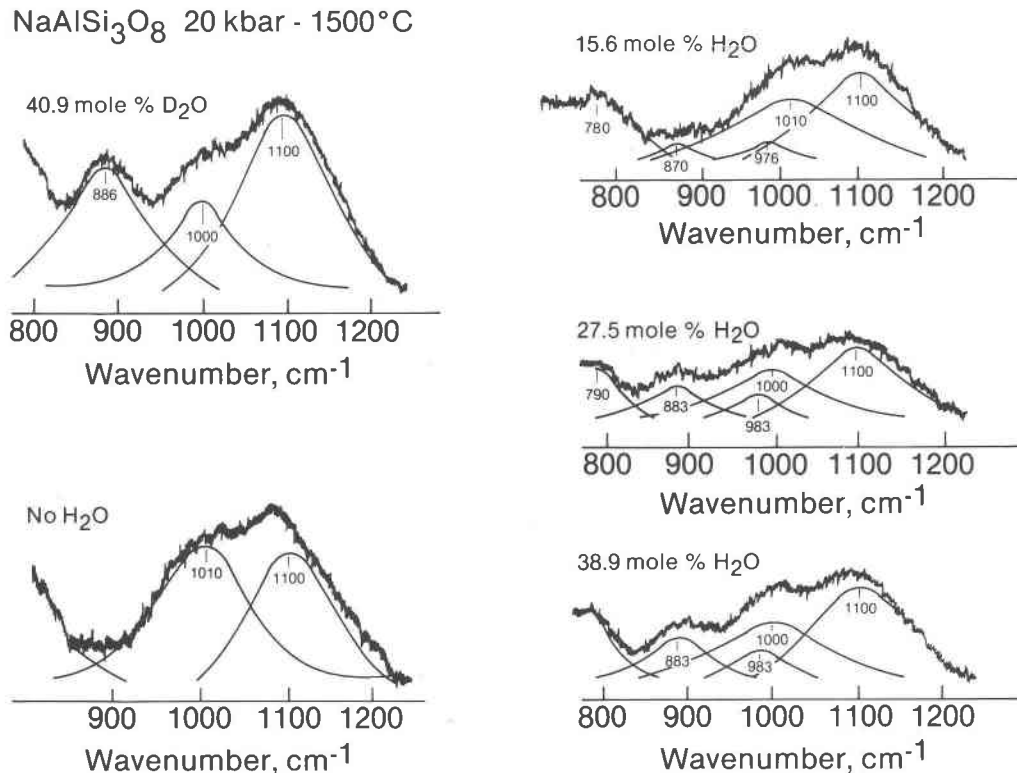 NaAlSi3O8 20 kbar - 1500°C
40.9 mole % D2O
886
1000
1100
800 900 1000 1100 1200
Wavenumber, cm-1
No H2O
1010
1100
900 1000 1100 1200
Wavenumber, cm-1
15.6 mole % H2O
780
870
976
1010
1100
800 900 1000 1100 1200
Wavenumber, cm-1
27.5 mole % H2O
790
883
983
1000
1100
800 900 1000 1100 1200
Wavenumber, cm-1
38.9 mole % H2O
883
983
1000
1100
800 900 1000 1100 1200
Wavenumber, cm-1